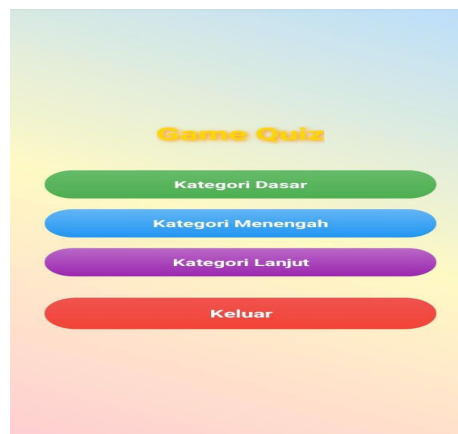 Game Quiz
Kategori Dasar
Kategori Menengah
Kategori Lanjut
Keluar